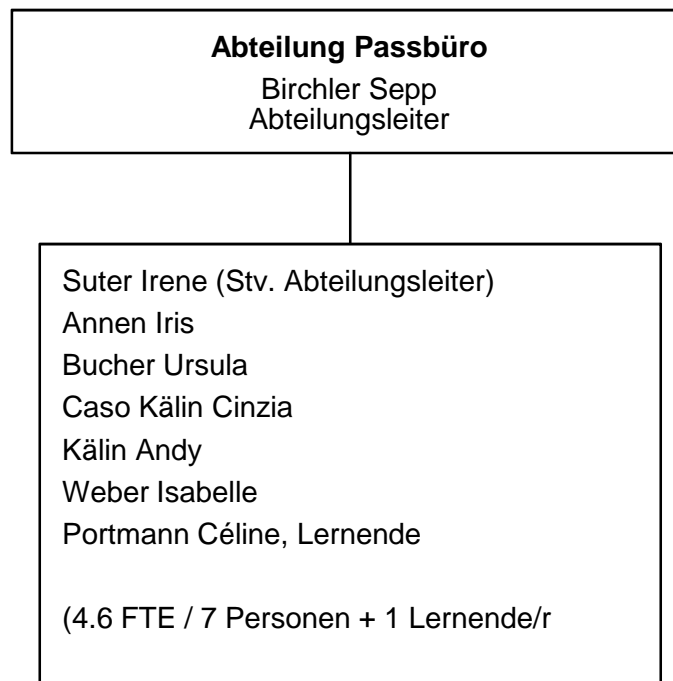 Abteilung Passbüro
Birchler Sepp
Abteilungsleiter
Suter Irene (Stv. Abteilungsleiter)
Annen Iris
Bucher Ursula
Caso Kälin Cinzia
Kälin Andy
Weber Isabelle
Portmann Céline, Lernende
(4.6 FTE / 7 Personen + 1 Lernende/r